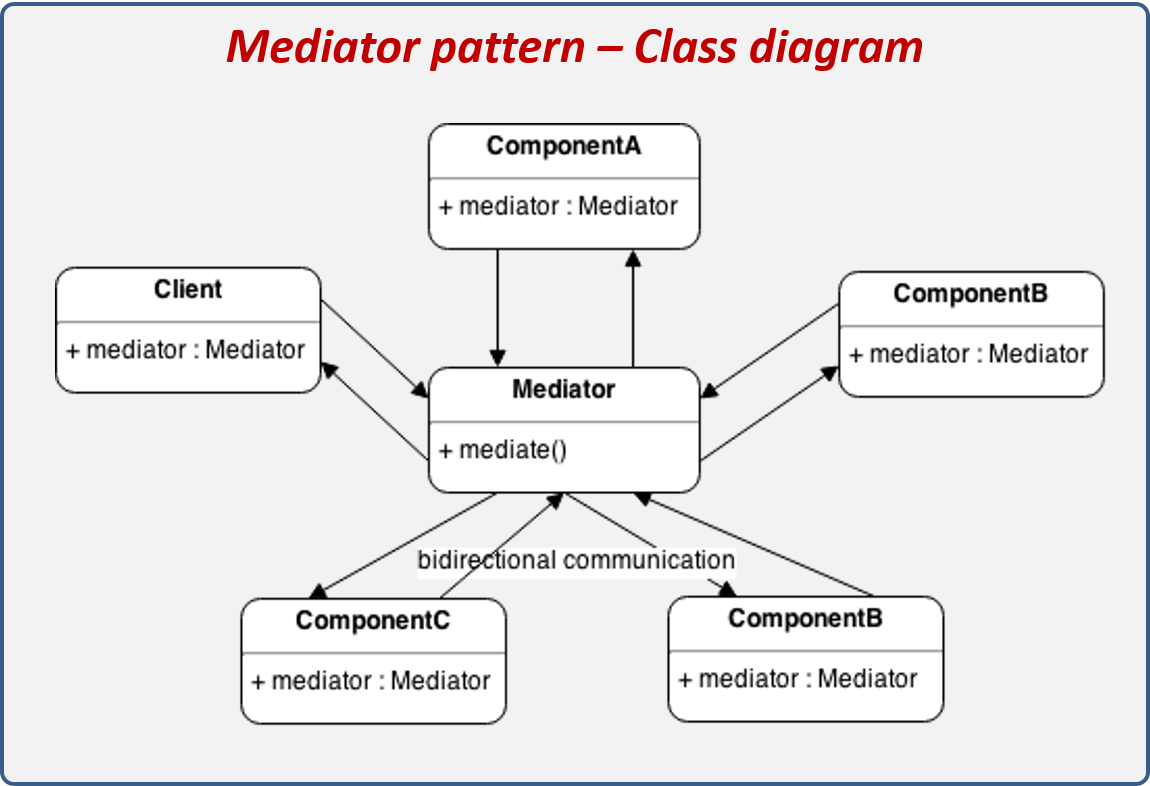 Mediator pattern – Class diagram
ComponentA
+ mediator : Mediator
Client
+ mediator : Mediator
ComponentB
+ mediator : Mediator
Mediator
+ mediate()
bidirectional communication
ComponentC
+ mediator : Mediator
ComponentB
+ mediator : Mediator